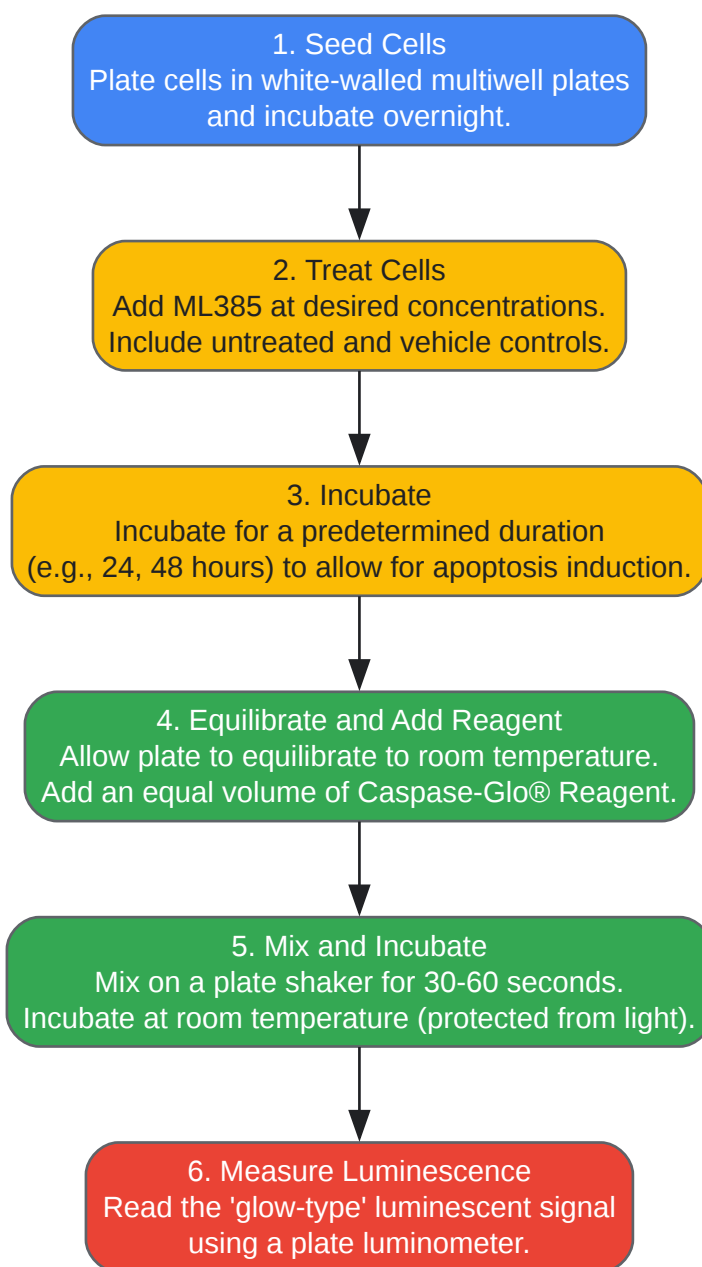 1. Seed Cells
Plate cells in white-walled multiwell plates
and incubate overnight.
2. Treat Cells
Add ML385 at desired concentrations.
Include untreated and vehicle controls.
3. Incubate
Incubate for a predetermined duration
(e.g., 24, 48 hours) to allow for apoptosis induction.
4. Equilibrate and Add Reagent
Allow plate to equilibrate to room temperature.
Add an equal volume of Caspase-Glo® Reagent.
5. Mix and Incubate
Mix on a plate shaker for 30-60 seconds.
Incubate at room temperature (protected from light).
6. Measure Luminescence
Read the 'glow-type' luminescent signal
using a plate luminometer.